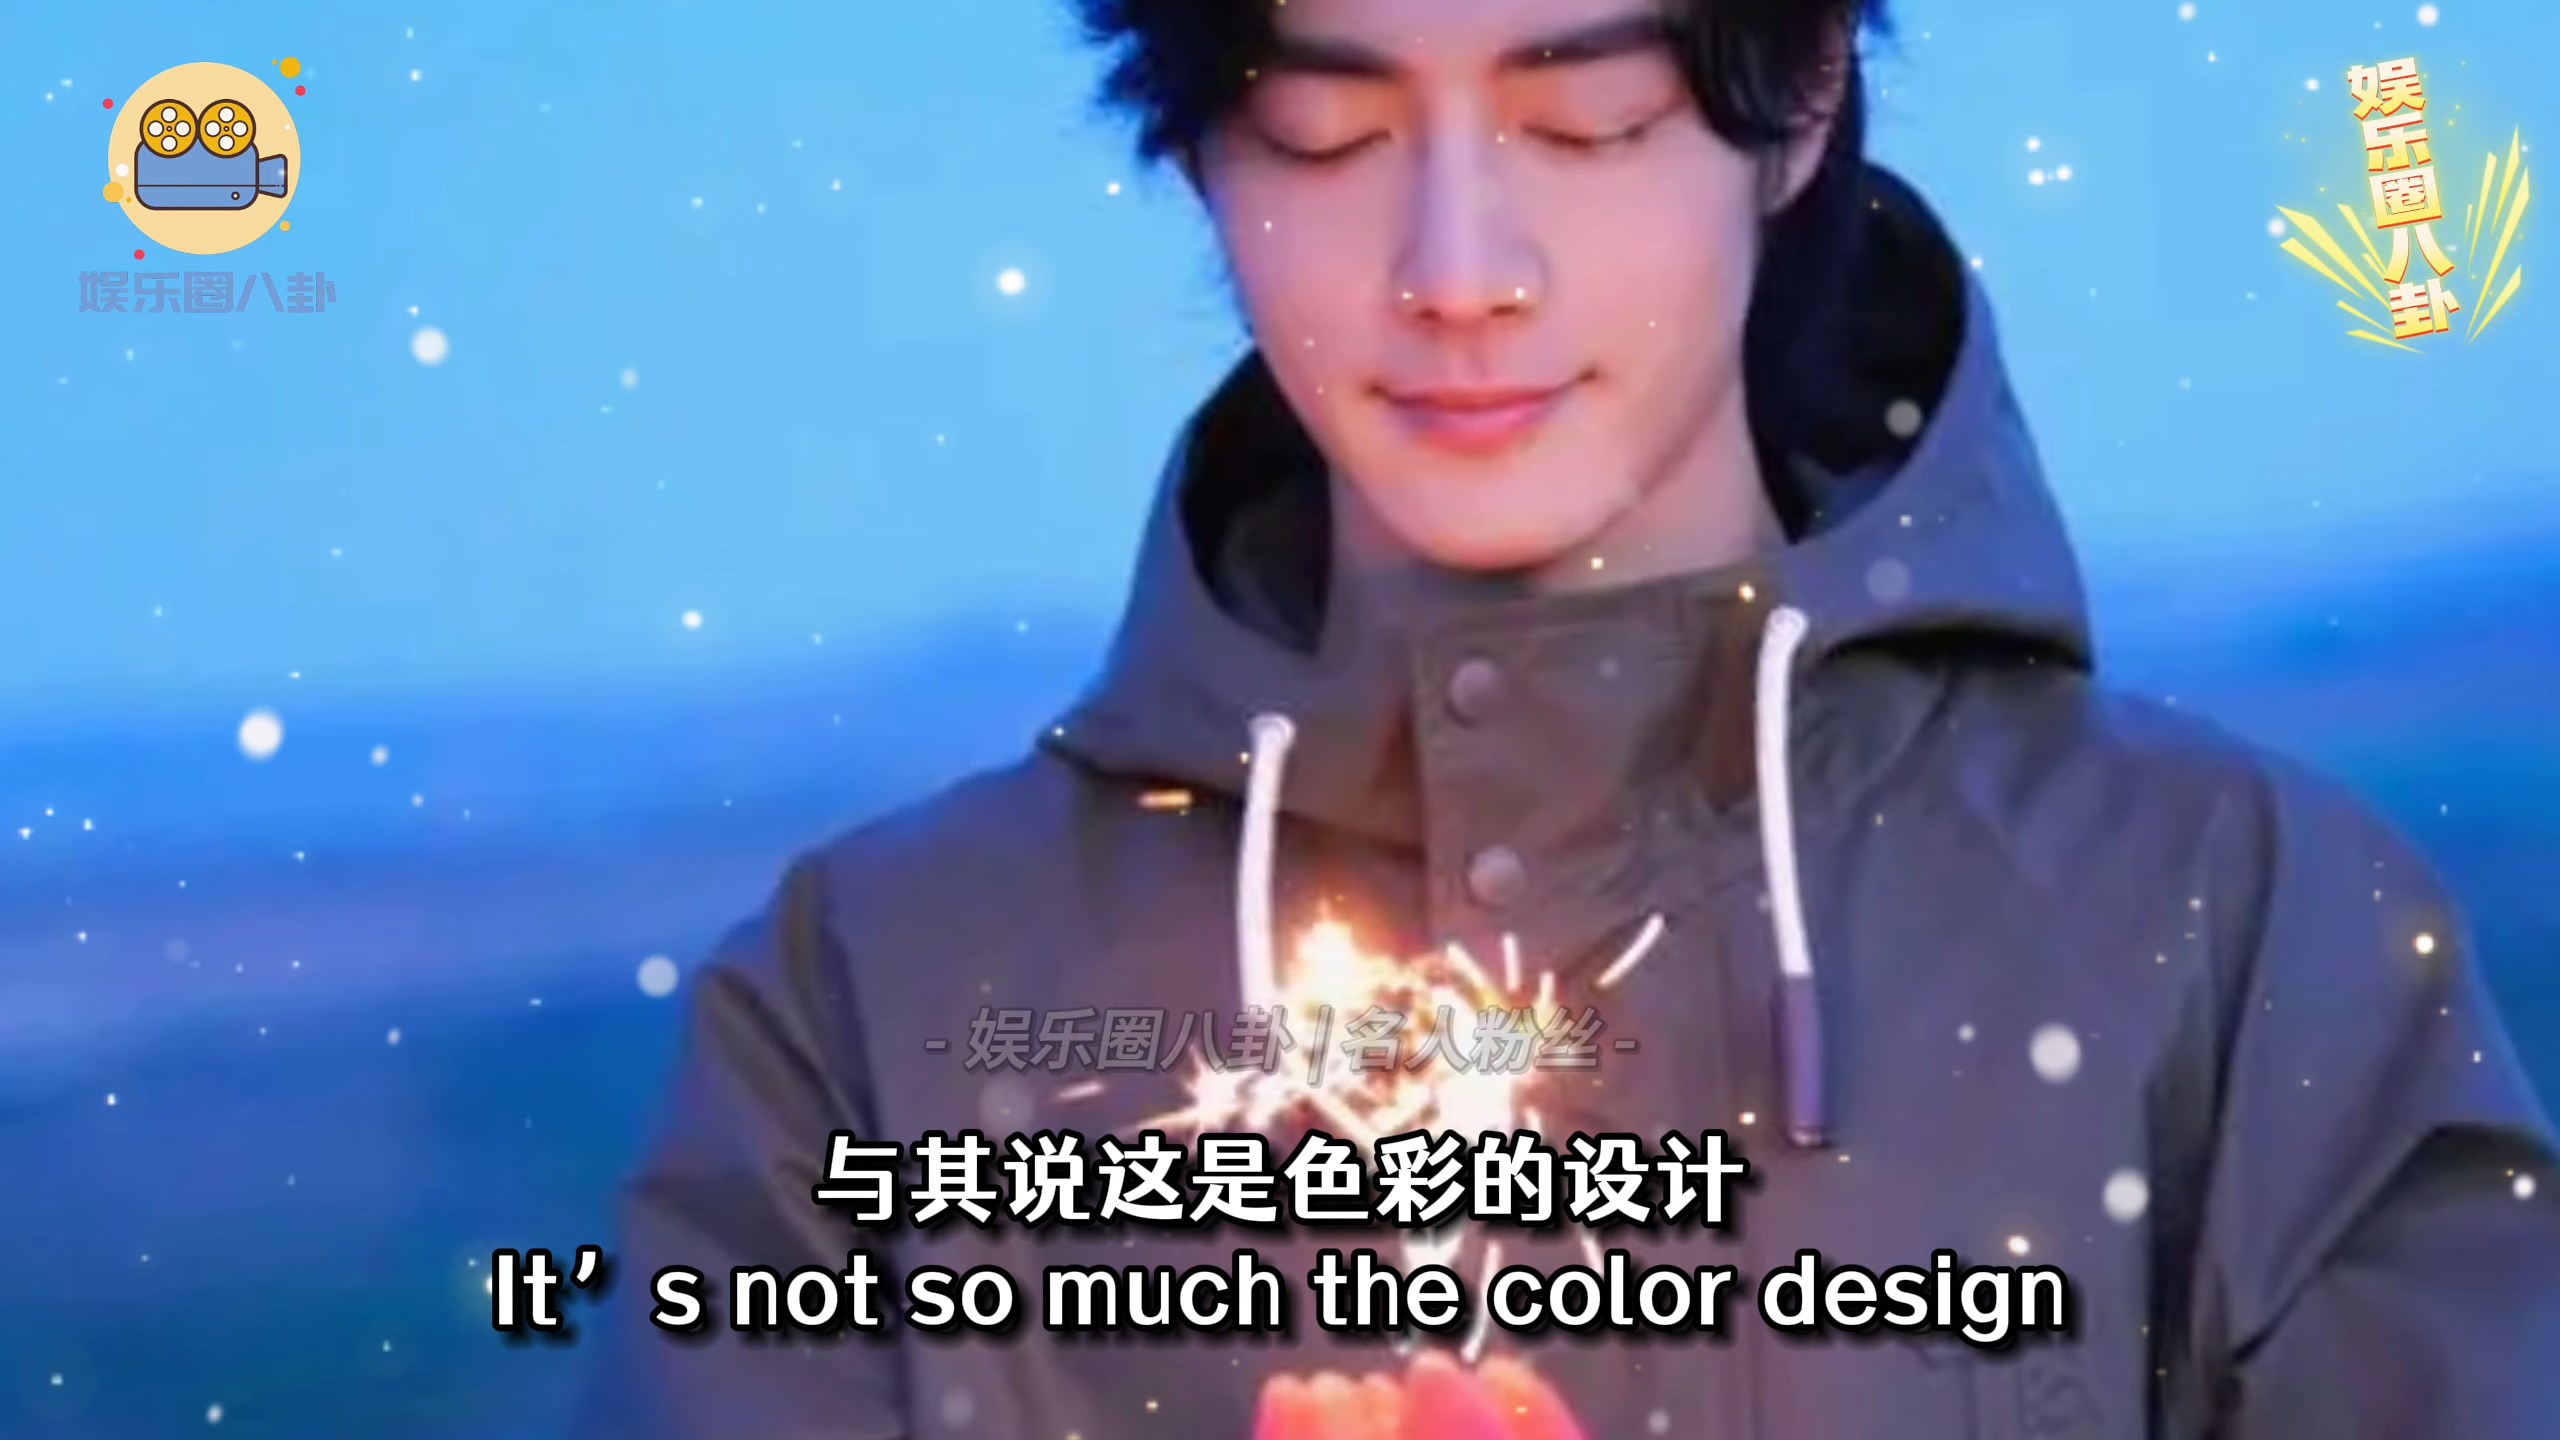 娱乐圈八卦
娱乐圈八卦
- 娱乐圈八卦 | 名人粉丝 -
与其说这是色彩的设计
It’s not so much the color design